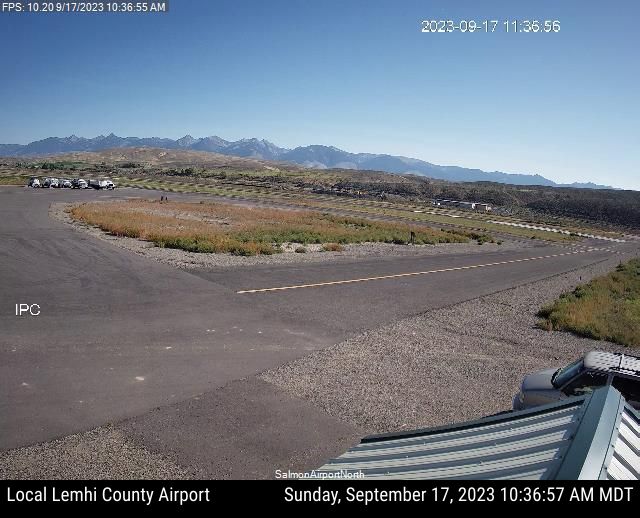 FPS: 10.20 9/17/2023 10:36:55 AM
2023-09-17 11:36:56
IPC
SalmonAirportNorth
Local Lemhi County Airport Sunday, September 17, 2023 10:36:57 AM MDT